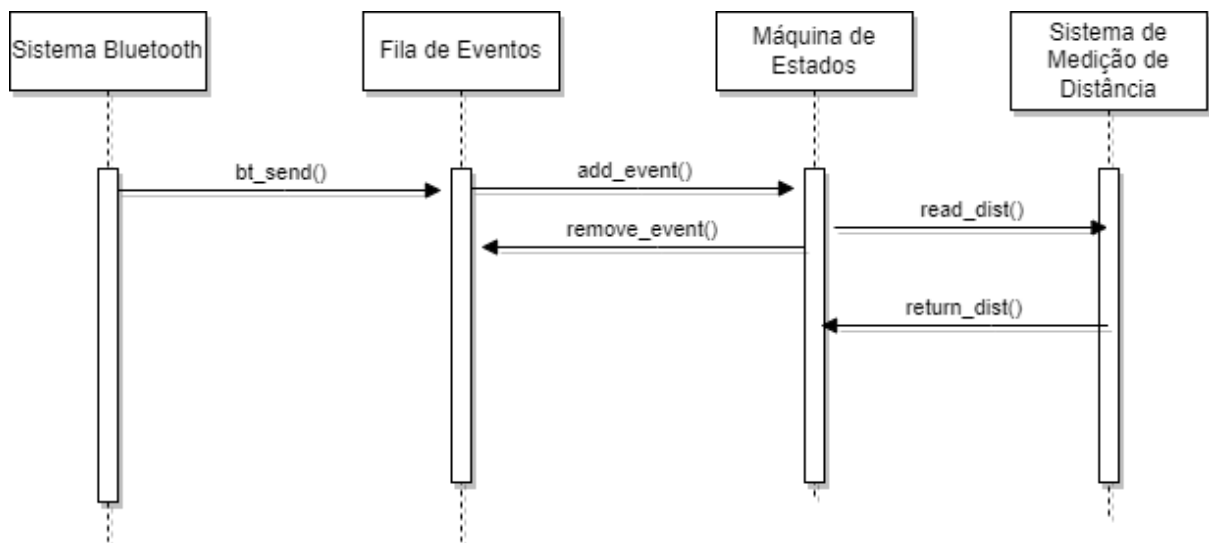 Sistema Bluetooth
Fila de Eventos
Máquina de
Estados
Sistema de
Medição de
Distância
bt_send()
add_event()
read_dist()
remove_event()
return_dist()